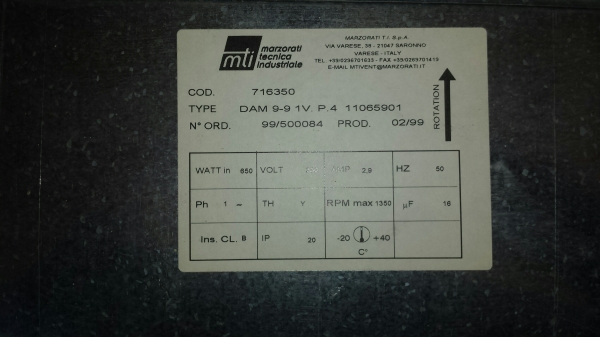 mti marzorati tecnica industriale
MARZORATI T.I. S.p.A.
VIA VARESE, 38 - 21047 SARONNO
VARESE - ITALY
TEL +39/0296701633 - FAX +39/0296701413
E-MAIL MTIVENT@MARZORATI.IT
COD. 716350
TYPE DAM 9-9 1V. P.4 11065901
N° ORD. 99/500084 PROD. 02/99
ROTATION
WATT in 650 VOLT 2,9 HZ 50
Ph 1 ~ TH Y RPM max 1350 µF 16
Ins. CL. B IP 20 -20 +40
C°